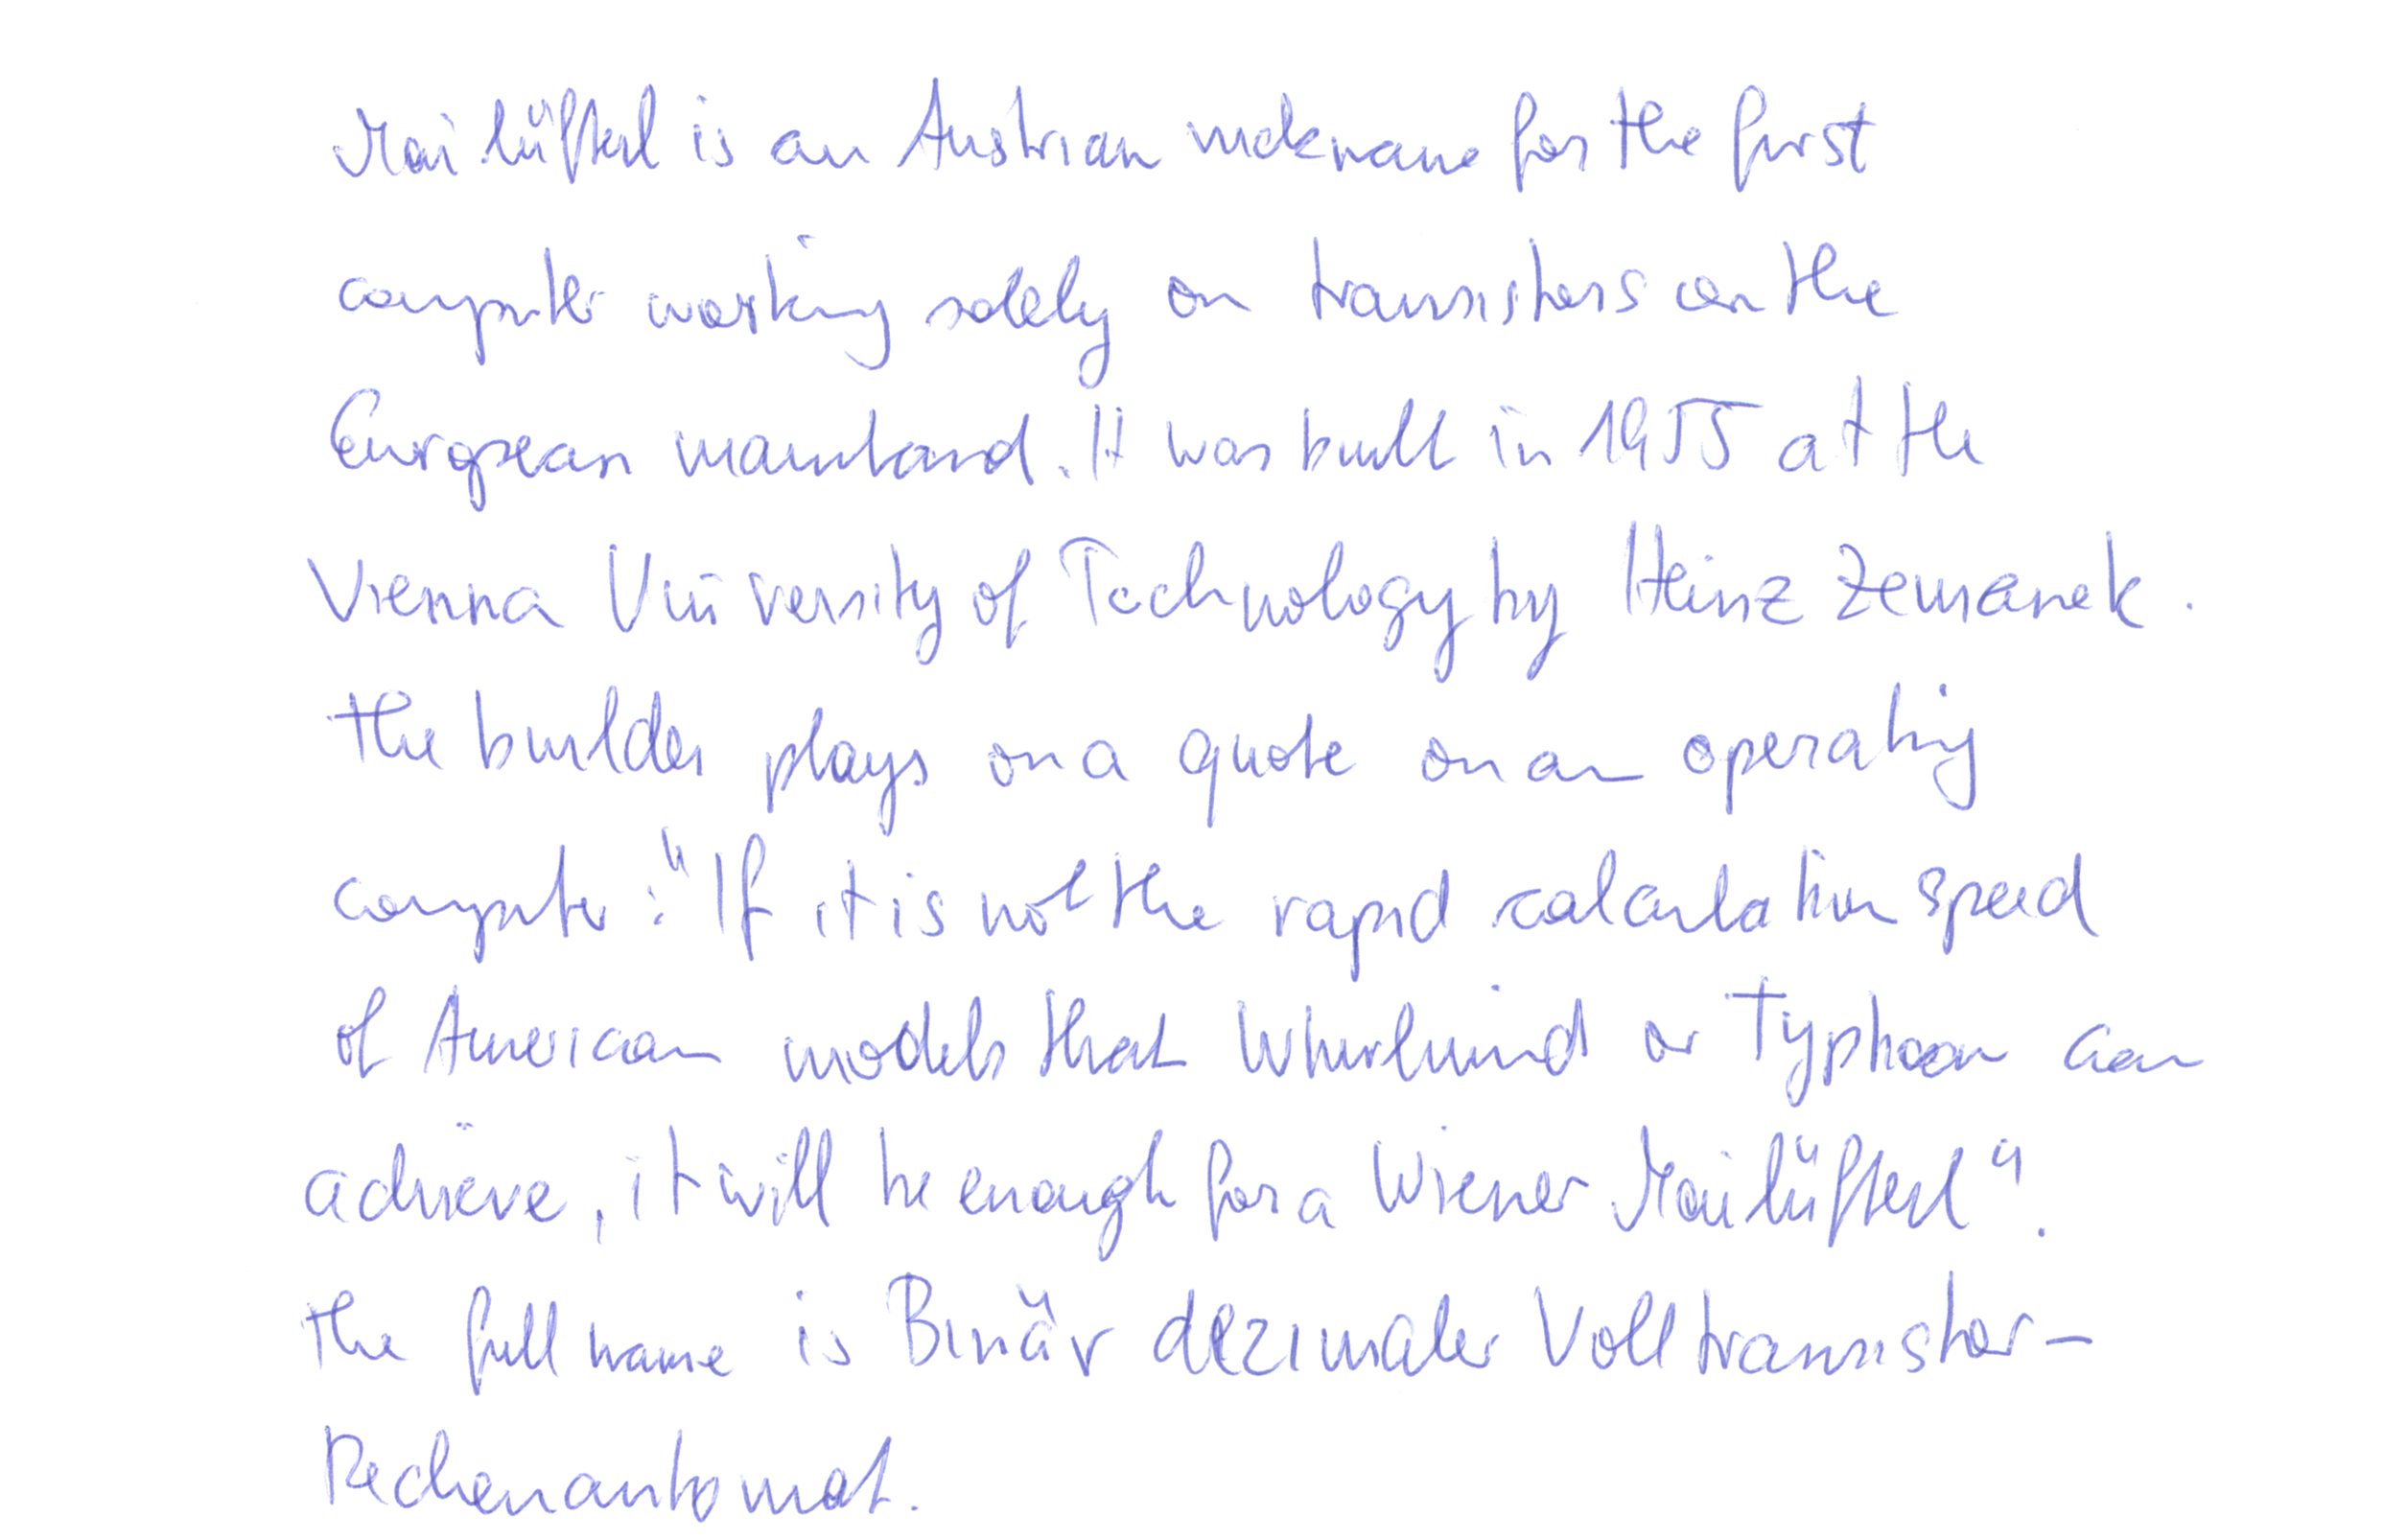 Mailüfterl is an Austrian nickname for the first
computer working solely on transistors on the
European mainland. It was built in 1955 at the
Vienna University of Technology by Heinz Zemanek.
The builder plays on a quote on an operating
computer: "If it is not the rapid calculation speed
of American models that Whirlwind or Typhoon can
achieve, it will be enough for a Wiener Mailüfterl".
The full name is Binär dezimaler Volltransistor-
Rechenautomat.